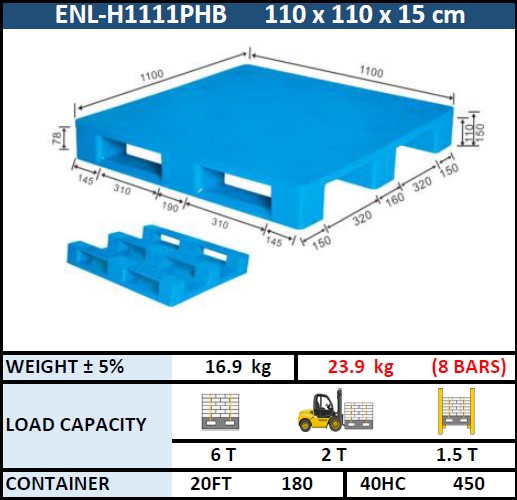 ENL-H1111PHB 110 x 110 x 15 cm
1100 1100
78
110
150
145
310
190
310
145
150
320
160
320
150
WEIGHT ± 5% 16.9 kg 23.9 kg (8 BARS)
LOAD CAPACITY
6 T 2 T 1.5 T
CONTAINER 20FT 180 40HC 450